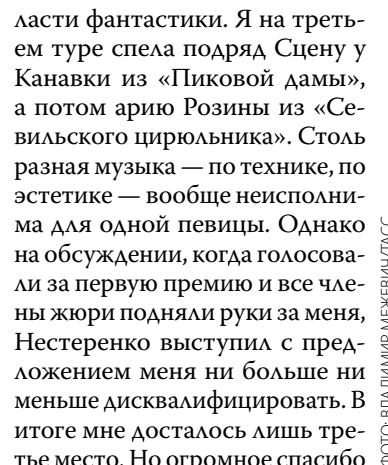 ласти фантастики. Я на треть-
ем туре спела подряд Сцену у
Канавки из «Пиковой дамы»,
а потом арию Розины из «Се-
вильского цирюльника». Столь
разная музыка — по технике, по
эстетике — вообще неисполни-
ма для одной певицы. Однако
на обсуждении, когда голосова-
ли за первую премию и все чле-
ны жюри подняли руки за меня,
Нестеренко выступил с пред-
ложением меня ни больше ни
меньше дисквалифицировать. В
итоге мне досталось лишь тре-
тье место. Но огромное спасибо
ФОТО: ВЛАДИМИР МЕЖЕВИЧ/ТАСС